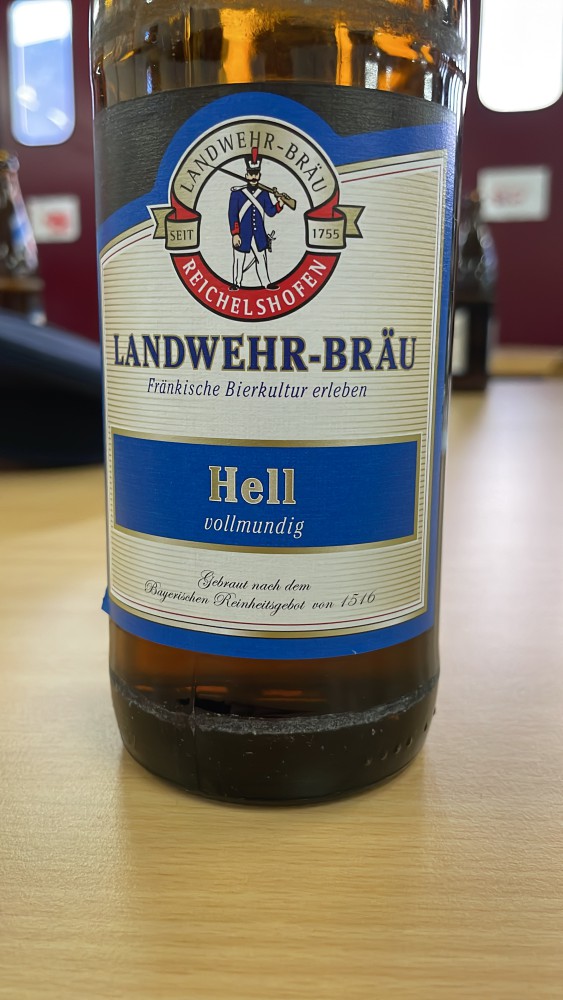 LANDWEHR-BRÄU
SEIT 1755
REICHELSHOFEN
LANDWEHR-BRÄU
Fränkische Bierkultur erleben
Hell
vollmundig
Gebraut nach dem
Bayerischen Reinheitsgebot von 1516